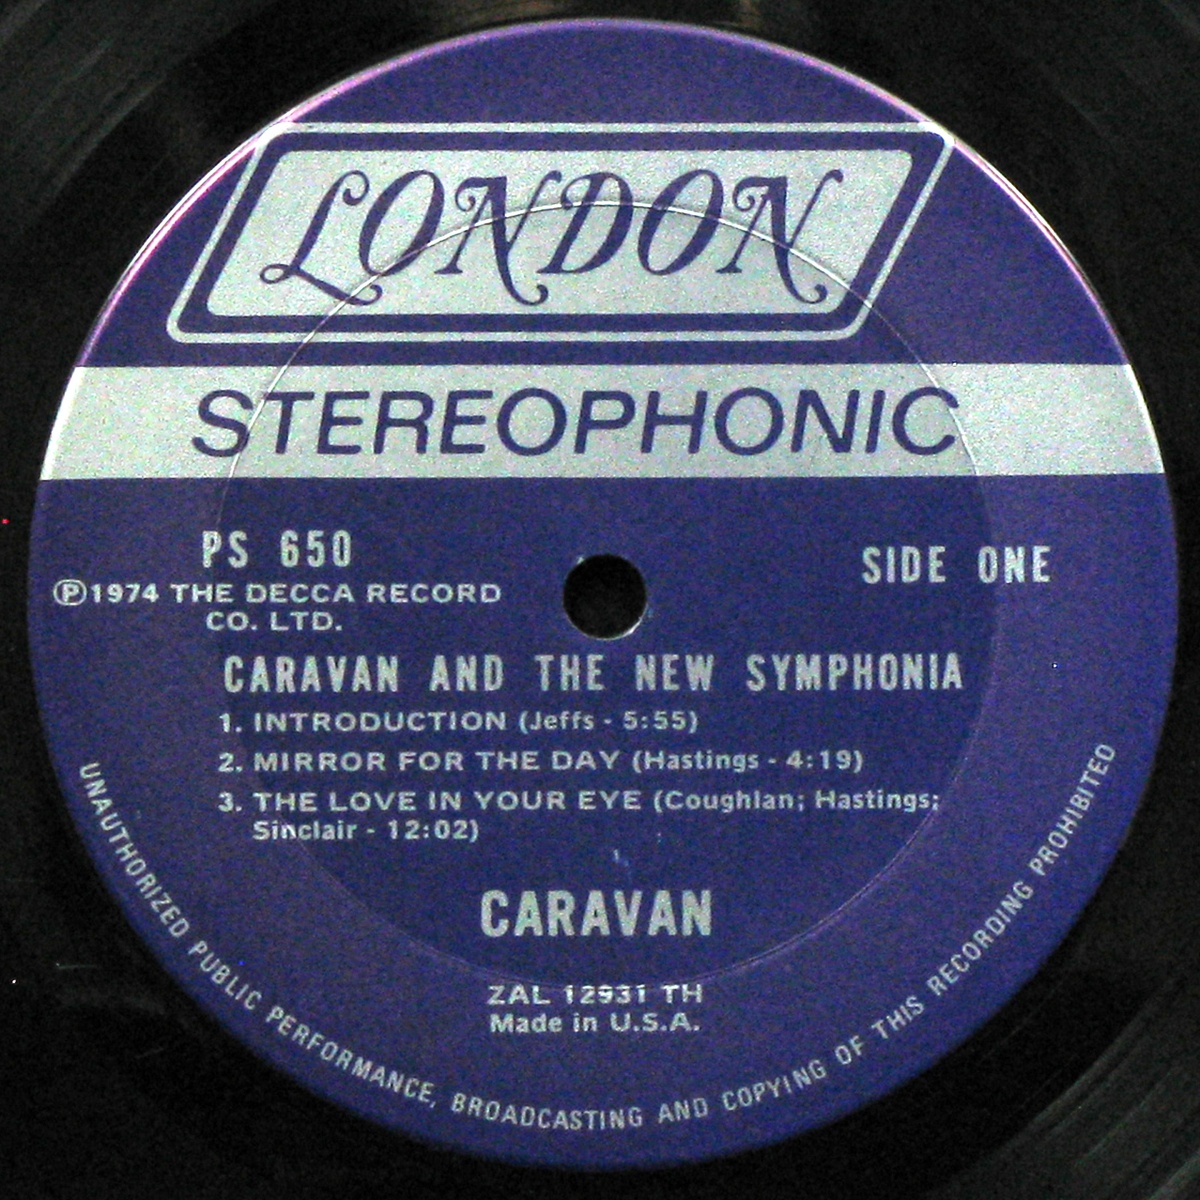 LONDON
STEREOPHONIC
PS 650
SIDE ONE
Ⓟ1974 THE DECCA RECORD
CO. LTD.
CARAVAN AND THE NEW SYMPHONIA
1. INTRODUCTION (Jeffs - 5:55)
2. MIRROR FOR THE DAY (Hastings - 4:19)
3. THE LOVE IN YOUR EYE (Coughlan; Hastings;
Sinclair - 12:02)
CARAVAN
ZAL 12931 TH
Made in U.S.A.
UNAUTHORIZED PUBLIC PERFORMANCE, BROADCASTING AND COPYING OF THIS RECORDING PROHIBITED